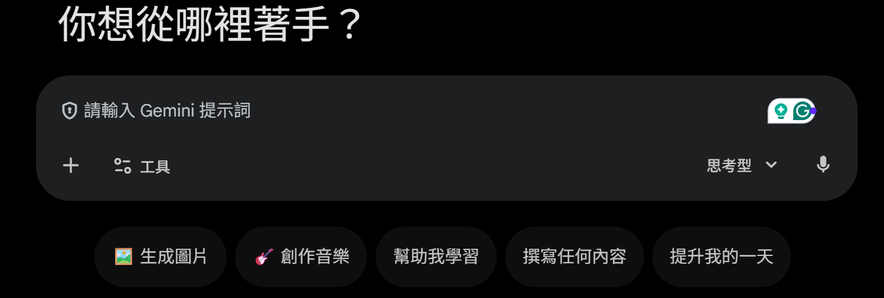 你想從哪裡著手？
請輸入 Gemini 提示詞
工具
思考型
生成圖片
創作音樂
幫助我學習
撰寫任何內容
提升我的一天